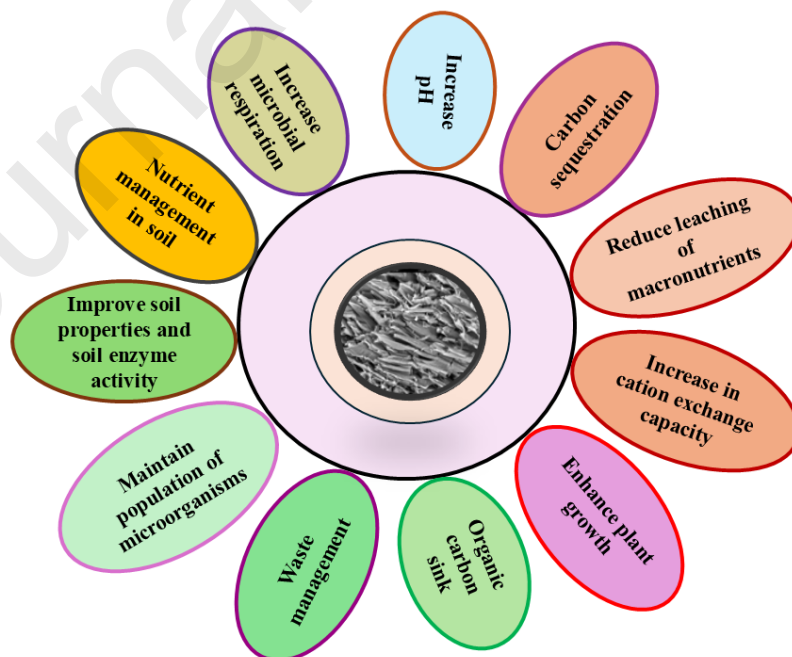 Increase
pH
Carbon
sequestration
Reduce leaching
of
macronutrients
Increase in
cation exchange
capacity
Enhance plant
growth
Organic
carbon
sink
Waste
management
Maintain
population of
microorganisms
Improve soil
properties and
soil enzyme
activity
Nutrient
management
in soil
Increase
microbial
respiration